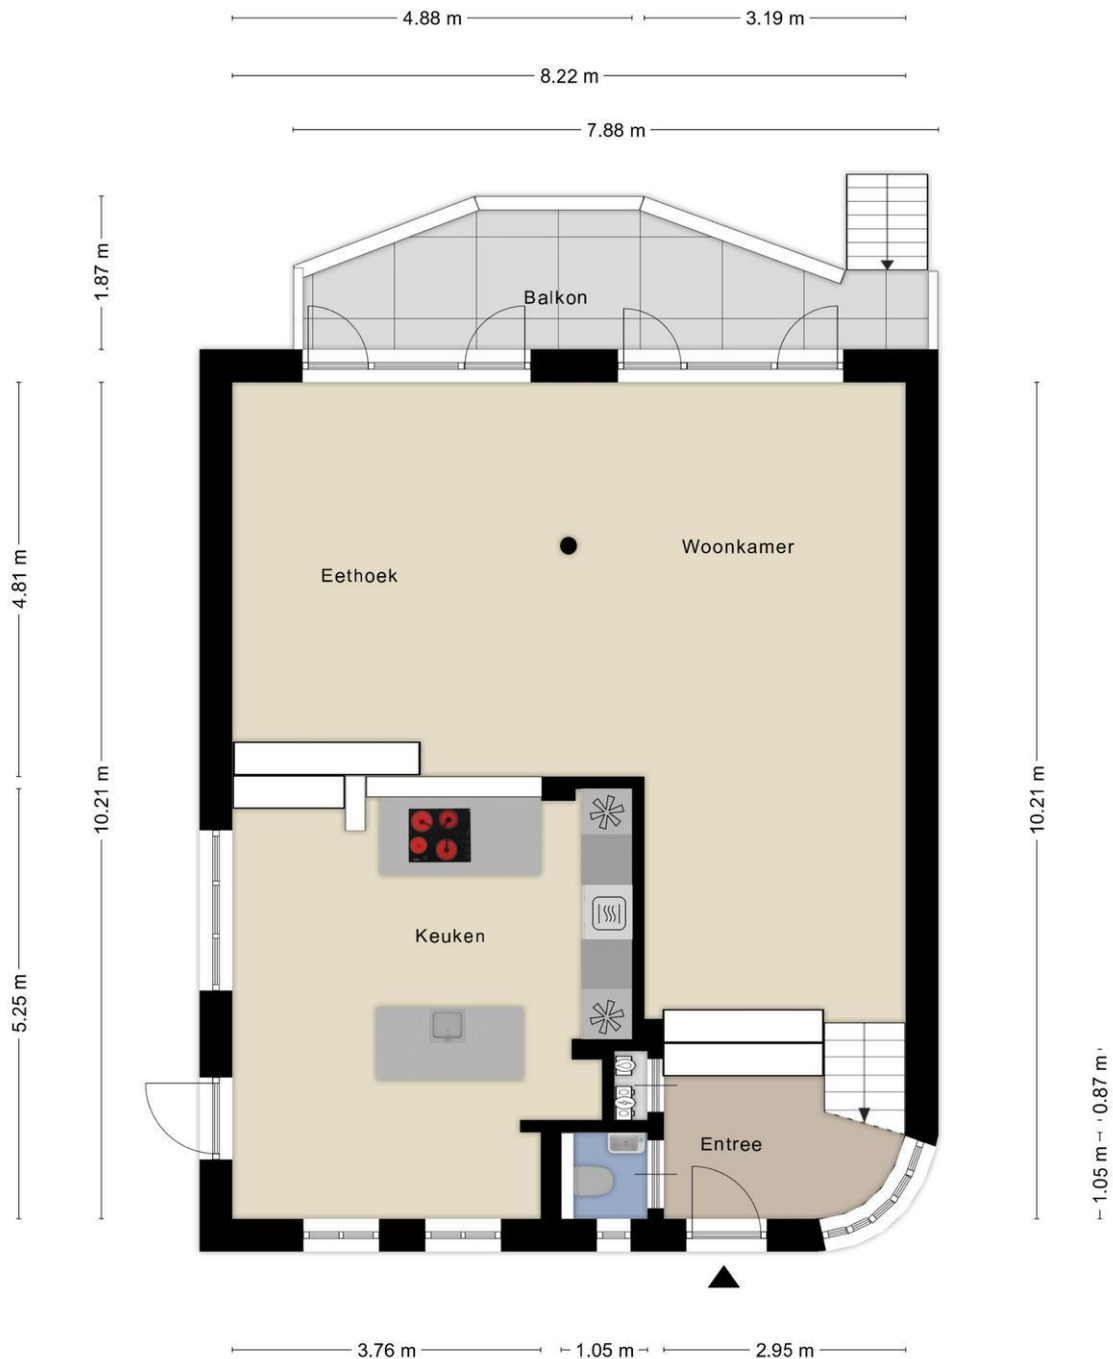 4.88 m
3.19 m
8.22 m
7.88 m
1.87 m
Balkon
4.81 m
Eethoek
Woonkamer
10.21 m
10.21 m
5.25 m
Keuken
Entree
0.87 m
1.05 m
3.76 m
1.05 m
2.95 m